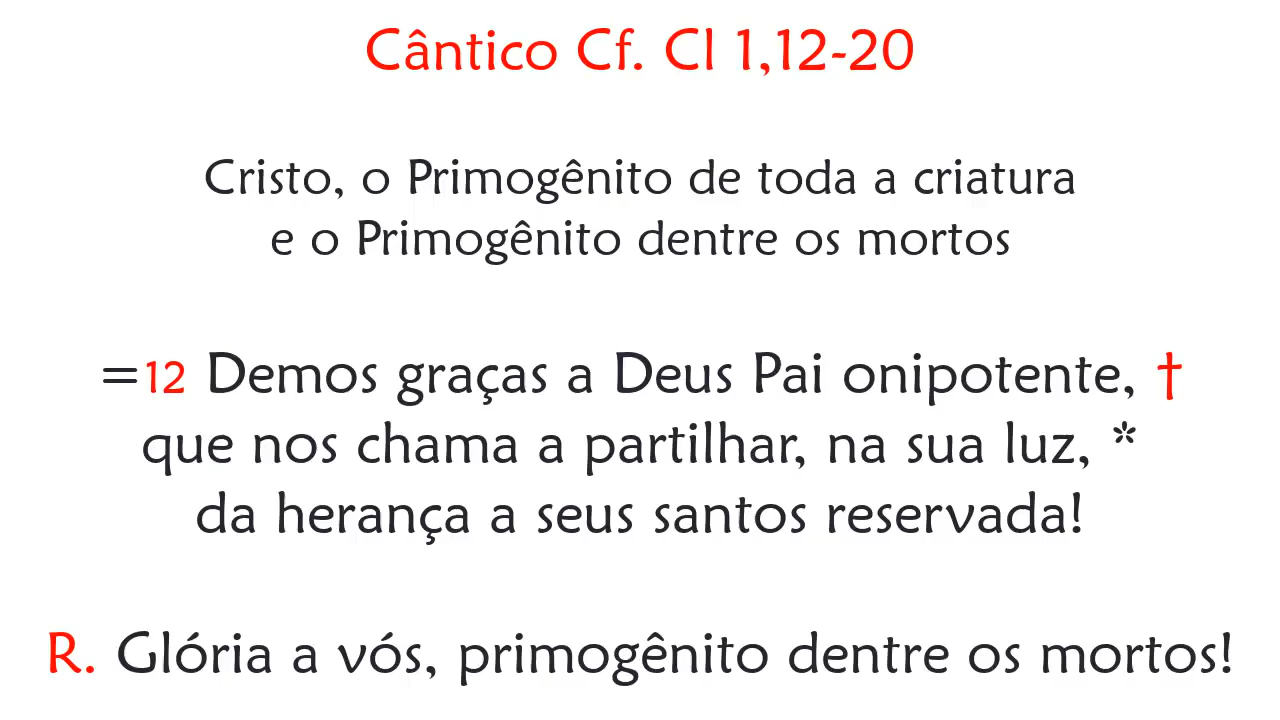 Cântico Cf. Cl 1,12-20
Cristo, o Primogênito de toda a criatura
e o Primogênito dentre os mortos
=12 Demos graças a Deus Pai onipotente, †
que nos chama a partilhar, na sua luz, *
da herança a seus santos reservada!
R. Glória a vós, primogênito dentre os mortos!